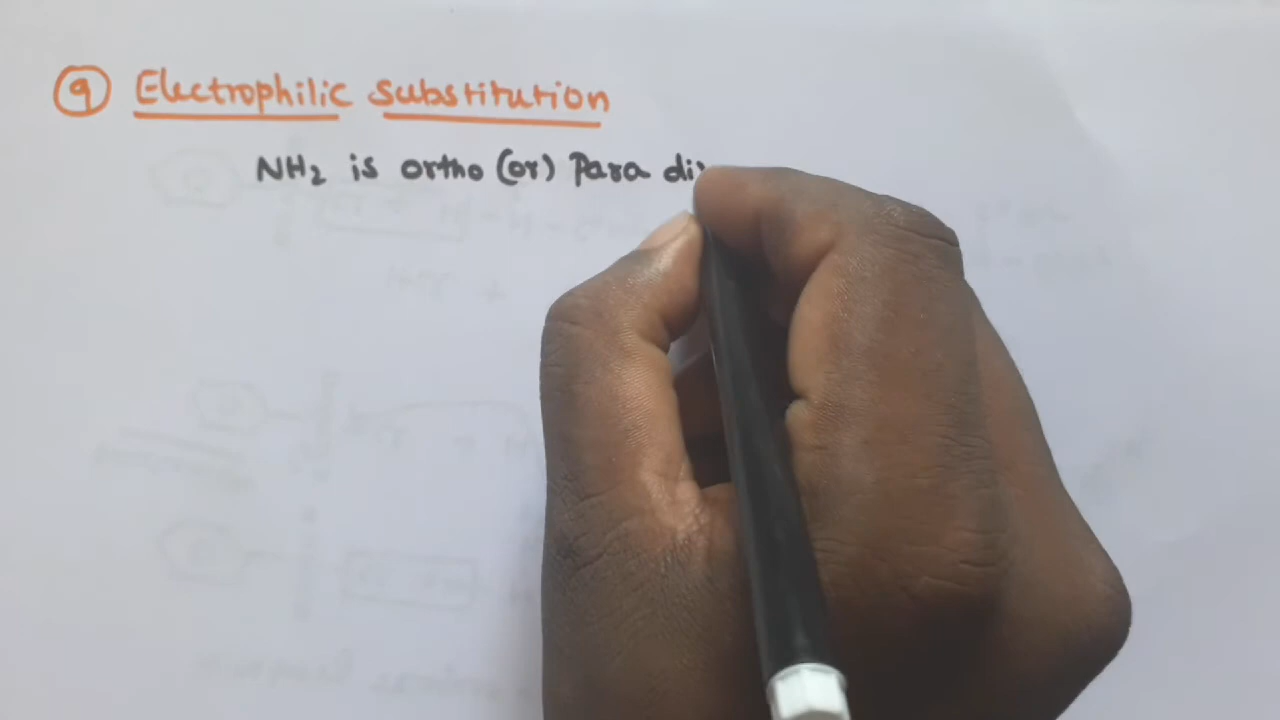 9 Electrophilic Substitution
NH₂ is ortho (or) Para di